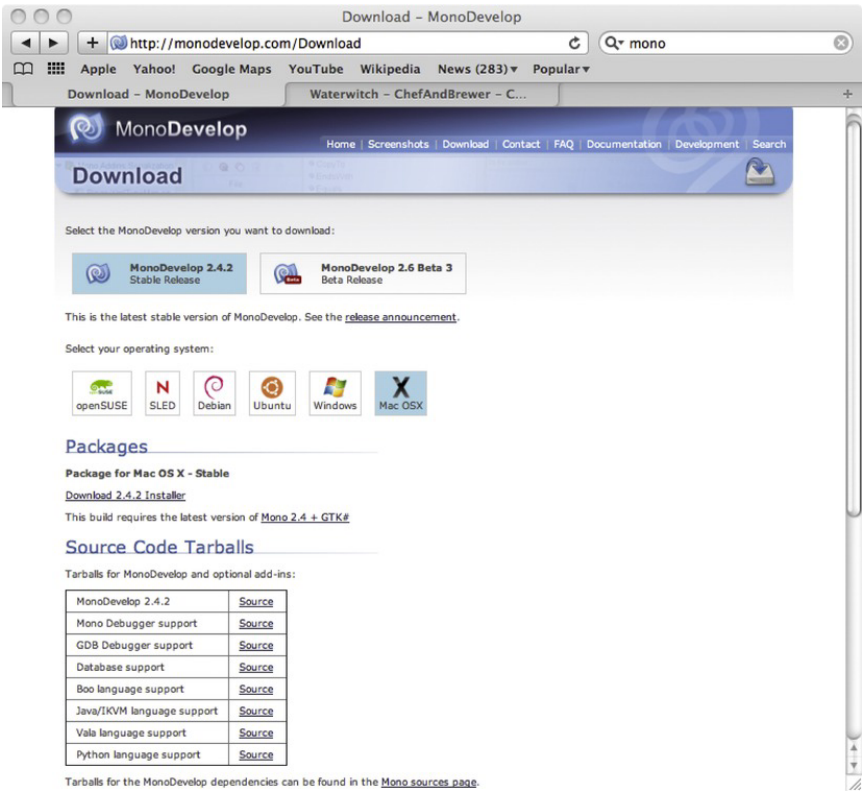 Download – MonoDevelop
http://monodevelop.com/Download
mono
Apple Yahoo! Google Maps YouTube Wikipedia News (283) Popular
Download – MonoDevelop
Waterwitch – ChefAndBrewer – C...
MonoDevelop
Home | Screenshots | Download | Contact | FAQ | Documentation | Development | Search
Download
Select the MonoDevelop version you want to download:
MonoDevelop 2.4.2
Stable Release
MonoDevelop 2.6 Beta 3
Beta Release
This is the latest stable version of MonoDevelop. See the release announcement.
Select your operating system:
openSUSE SLED Debian Ubuntu Windows Mac OSX
Packages
Package for Mac OS X - Stable
Download 2.4.2 Installer
This build requires the latest version of Mono 2.4 + GTK#
Source Code Tarballs
Tarballs for MonoDevelop and optional add-ins:
MonoDevelop 2.4.2 Source
Mono Debugger support Source
GDB Debugger support Source
Database support Source
Boo language support Source
Java/IKVM language support Source
Vala language support Source
Python language support Source
Tarballs for the MonoDevelop dependencies can be found in the Mono sources page.